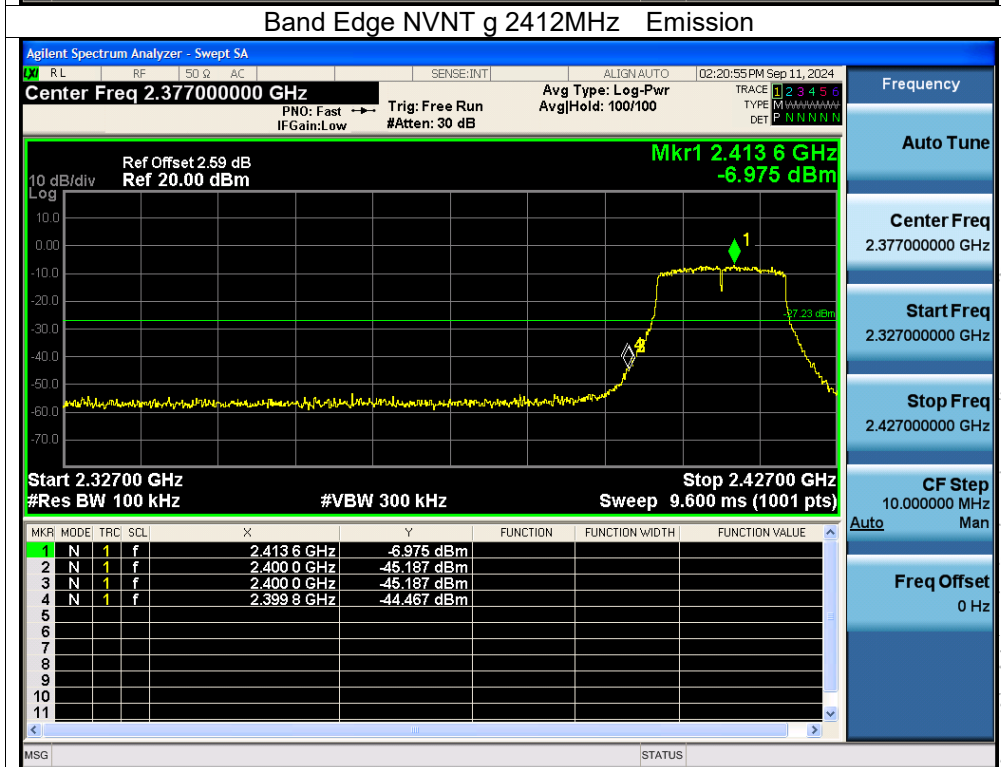 Band Edge NVNT g 2412MHz Emission
Agilent Spectrum Analyzer - Swept SA
LXI RL RF 50 Ω AC SENSE:INT ALIGN AUTO 02:20:55 PM Sep 11, 2024
Center Freq 2.377000000 GHz
PNO: Fast
IFGain:Low
Trig: Free Run
#Atten: 30 dB
Avg Type: Log-Pwr
Avg|Hold: 100/100
TRACE 1 2 3 4 5 6
TYPE M WWWWW
DET P N N N N N
Ref Offset 2.59 dB
10 dB/div Ref 20.00 dBm
Log
Mkr1 2.413 6 GHz
-6.975 dBm
10.0
0.00
-10.0
-20.0
-30.0
-40.0
-50.0
-60.0
-70.0
1
-27.23 dBm
Start 2.32700 GHz Stop 2.42700 GHz
#Res BW 100 kHz #VBW 300 kHz Sweep 9.600 ms (1001 pts)
MKR MODE TRC SCL X Y FUNCTION FUNCTION WIDTH FUNCTION VALUE
1 N 1 f 2.413 6 GHz -6.975 dBm
2 N 1 f 2.400 0 GHz -45.187 dBm
3 N 1 f 2.400 0 GHz -45.187 dBm
4 N 1 f 2.399 8 GHz -44.467 dBm
5
6
7
8
9
10
11
MSG STATUS
Frequency
Auto Tune
Center Freq
2.377000000 GHz
Start Freq
2.327000000 GHz
Stop Freq
2.427000000 GHz
CF Step
10.000000 MHz
Auto Man
Freq Offset
0 Hz